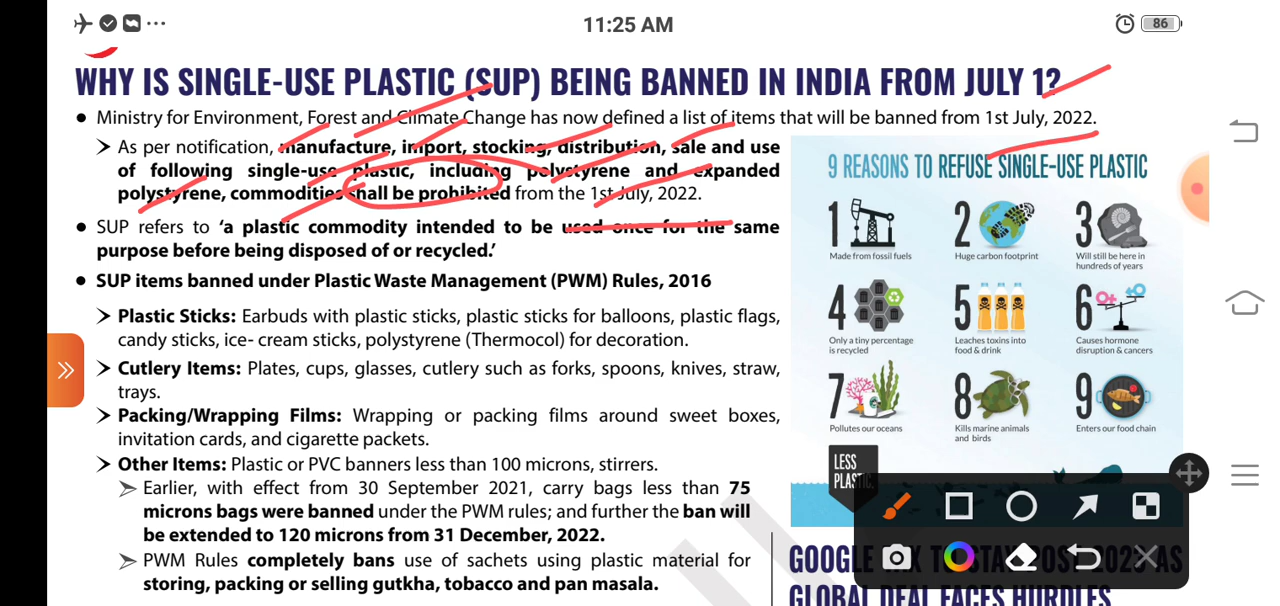 11:25 AM
86
WHY IS SINGLE-USE PLASTIC (SUP) BEING BANNED IN INDIA FROM JULY 1?
• Ministry for Environment, Forest and Climate Change has now defined a list of items that will be banned from 1st July, 2022.
➤ As per notification, manufacture, import, stocking, distribution, sale and use
of following single-use plastic, including polystyrene and expanded
polystyrene, commodities shall be prohibited from the 1st July, 2022.
• SUP refers to ‘a plastic commodity intended to be used once for the same
purpose before being disposed of or recycled.’
• SUP items banned under Plastic Waste Management (PWM) Rules, 2016
➤ Plastic Sticks: Earbuds with plastic sticks, plastic sticks for balloons, plastic flags,
candy sticks, ice- cream sticks, polystyrene (Thermocol) for decoration.
➤ Cutlery Items: Plates, cups, glasses, cutlery such as forks, spoons, knives, straw,
trays.
➤ Packing/Wrapping Films: Wrapping or packing films around sweet boxes,
invitation cards, and cigarette packets.
➤ Other Items: Plastic or PVC banners less than 100 microns, stirrers.
➤ Earlier, with effect from 30 September 2021, carry bags less than 75
microns bags were banned under the PWM rules; and further the ban will
be extended to 120 microns from 31 December, 2022.
➤ PWM Rules completely bans use of sachets using plastic material for
storing, packing or selling gutkha, tobacco and pan masala.
9 REASONS TO REFUSE SINGLE-USE PLASTIC
1
Made from fossil fuels
2
Huge carbon footprint
3
Will still be here in
hundreds of years
4
Only a tiny percentage
is recycled
5
Leaches toxins into
food & drink
6
Causes hormone
disruption & cancers
7
Pollutes our oceans
8
Kills marine animals
and birds
9
Enters our food chain
LESS
PLASTIC
GOOGLE TAX TO STAY POST 2023 AS
GLOBAL DEAL FACES HURDLES